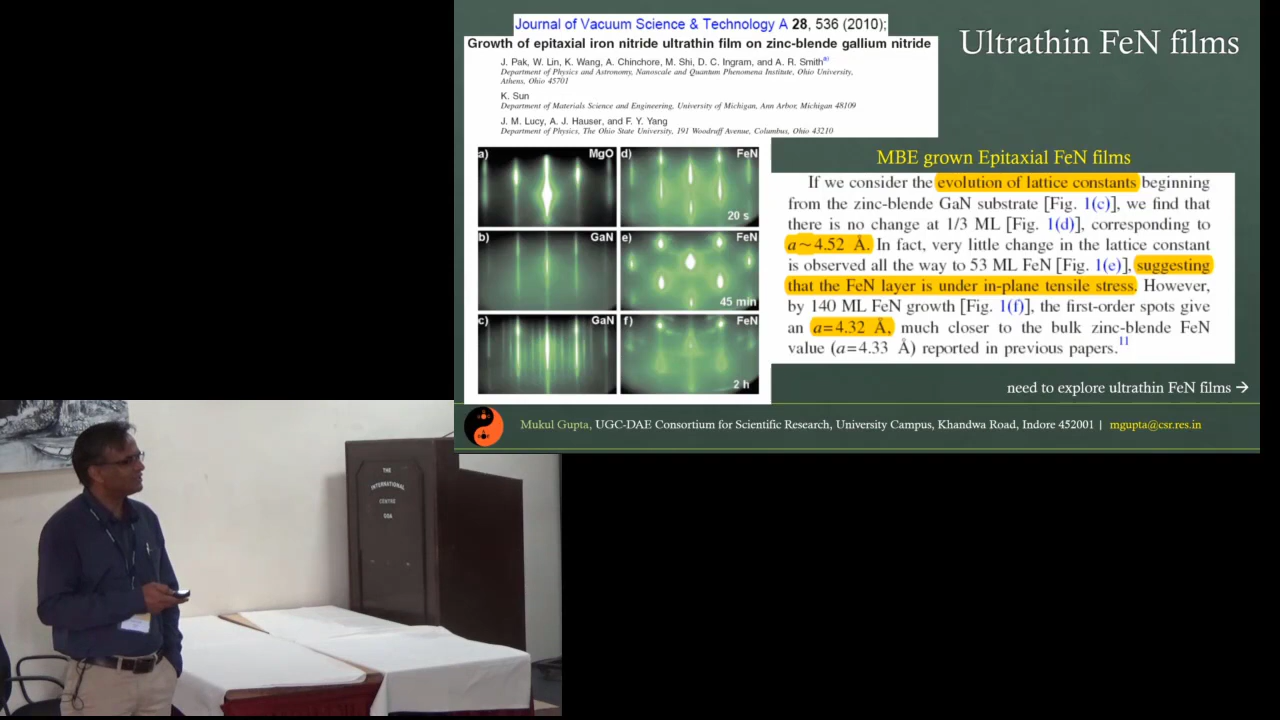 Journal of Vacuum Science & Technology A 28, 536 (2010);
Growth of epitaxial iron nitride ultrathin film on zinc-blende gallium nitride
J. Pak, W. Lin, K. Wang, A. Chinchore, M. Shi, D. C. Ingram, and A. R. Smith a)
Department of Physics and Astronomy, Nanoscale and Quantum Phenomena Institute, Ohio University,
Athens, Ohio 45701
K. Sun
Department of Materials Science and Engineering, University of Michigan, Ann Arbor, Michigan 48109
J. M. Lucy, A. J. Hauser, and F. Y. Yang
Department of Physics, The Ohio State University, 191 Woodruff Avenue, Columbus, Ohio 43210
Ultrathin FeN films
a) MgO
d) FeN
20 s
b) GaN
e) FeN
45 min
c) GaN
f) FeN
2 h
MBE grown Epitaxial FeN films
If we consider the evolution of lattice constants beginning
from the zinc-blende GaN substrate [Fig. 1(c)], we find that
there is no change at 1/3 ML [Fig. 1(d)], corresponding to
a ~ 4.52 Å. In fact, very little change in the lattice constant
is observed all the way to 53 ML FeN [Fig. 1(e)], suggesting
that the FeN layer is under in-plane tensile stress. However,
by 140 ML FeN growth [Fig. 1(f)], the first-order spots give
an a=4.32 Å, much closer to the bulk zinc-blende FeN
value (a=4.33 Å) reported in previous papers.11
need to explore ultrathin FeN films →
Mukul Gupta, UGC-DAE Consortium for Scientific Research, University Campus, Khandwa Road, Indore 452001 | mgupta@csr.res.in
THE
INTERNATIONAL
CENTRE
GOA